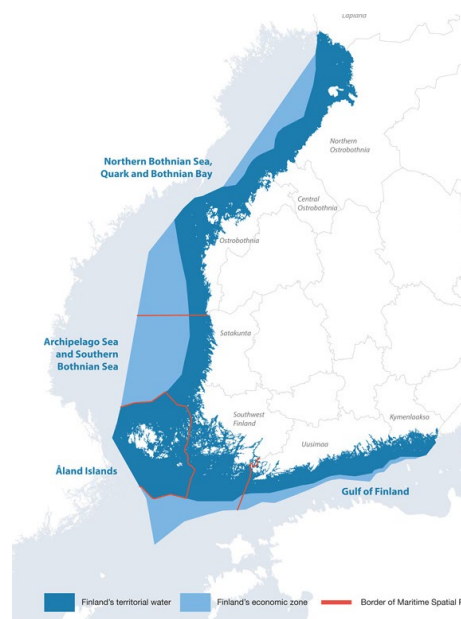 Lapland
Northern
Ostrobothnia
Northern Bothnian Sea,
Quark and Bothnian Bay
Central
Ostrobothnia
Ostrobothnia
Satakunta
Archipelago Sea
and Southern
Bothnian Sea
Southwest
Finland
Kymenlaakso
Uusimaa
Åland Islands
Gulf of Finland
Finland's territorial water
Finland's economic zone
Border of Maritime Spatial